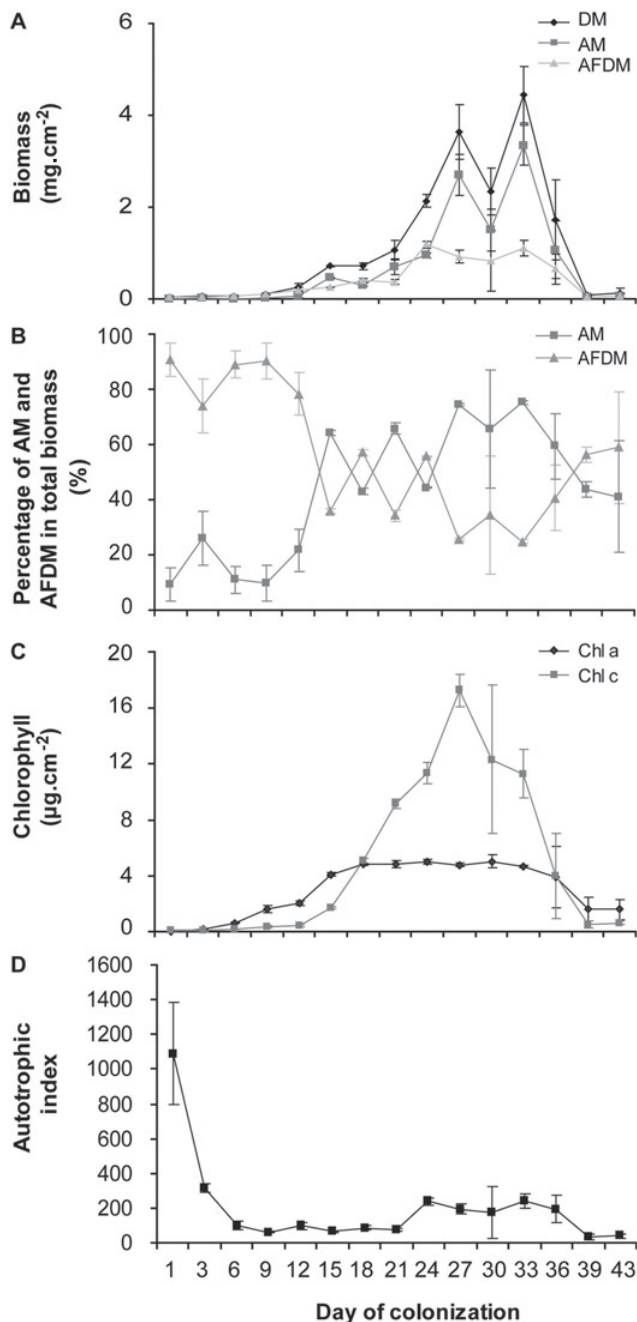 A
6
4
2
0
Biomass
(mg.cm-2)
DM
AM
AFDM
B
100
80
60
40
20
0
Percentage of AM and
AFDM in total biomass
(%)
AM
AFDM
C
20
16
12
8
4
0
Chlorophyll
(µg.cm-2)
Chl a
Chl c
D
1600
1400
1200
1000
800
600
400
200
0
Autotrophic
index
1 3 6 9 12 15 18 21 24 27 30 33 36 39 43
Day of colonization